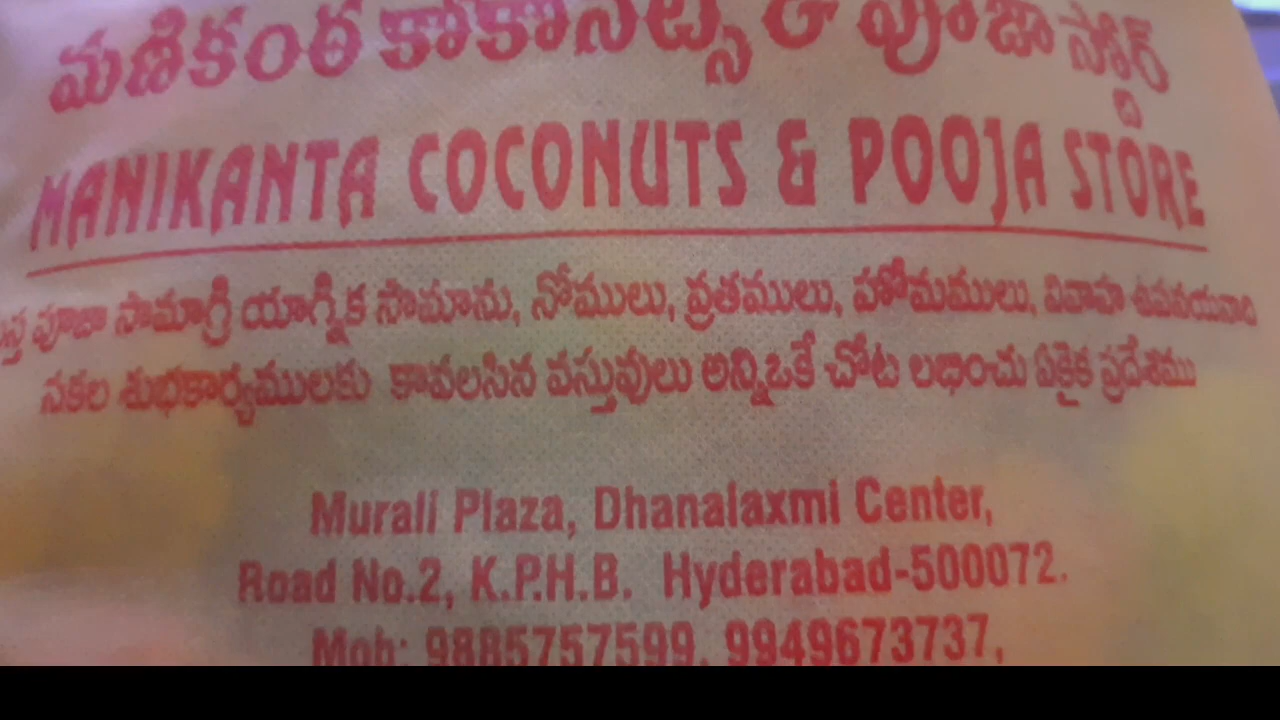 మణికంఠ కోకోనట్స్ & పూజా స్టోర్
MANIKANTA COCONUTS & POOJA STORE
పూజా సామాగ్రి యాగ్నిక సామాను, నోములు, వ్రతములు, హోమములు, వివాహ ఉపనయనాది
సకల శుభకార్యములకు కావలసిన వస్తువులు అన్నిఒకే చోట లభించు ఏకైక ప్రదేశము
Murali Plaza, Dhanalaxmi Center,
Road No.2, K.P.H.B. Hyderabad-500072.
Mob: 9885757599, 9949673737,